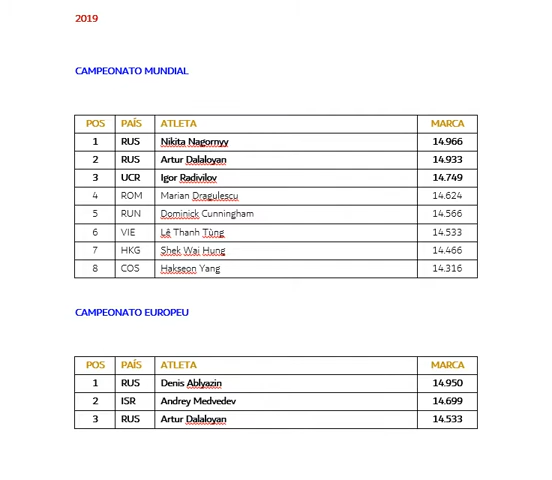 2019
CAMPEONATO MUNDIAL
POS PAÍS ATLETA MARCA
1 RUS Nikita Nagornyy 14.966
2 RUS Artur Dalaloyan 14.933
3 UCR Igor Radivilov 14.749
4 ROM Marian Dragulescu 14.624
5 RUN Dominick Cunningham 14.566
6 VIE Lê Thanh Tùng 14.533
7 HKG Shek Wai Hung 14.466
8 COS Hakseon Yang 14.316
CAMPEONATO EUROPEU
POS PAÍS ATLETA MARCA
1 RUS Denis Ablyazin 14.950
2 ISR Andrey Medvedev 14.699
3 RUS Artur Dalaloyan 14.533